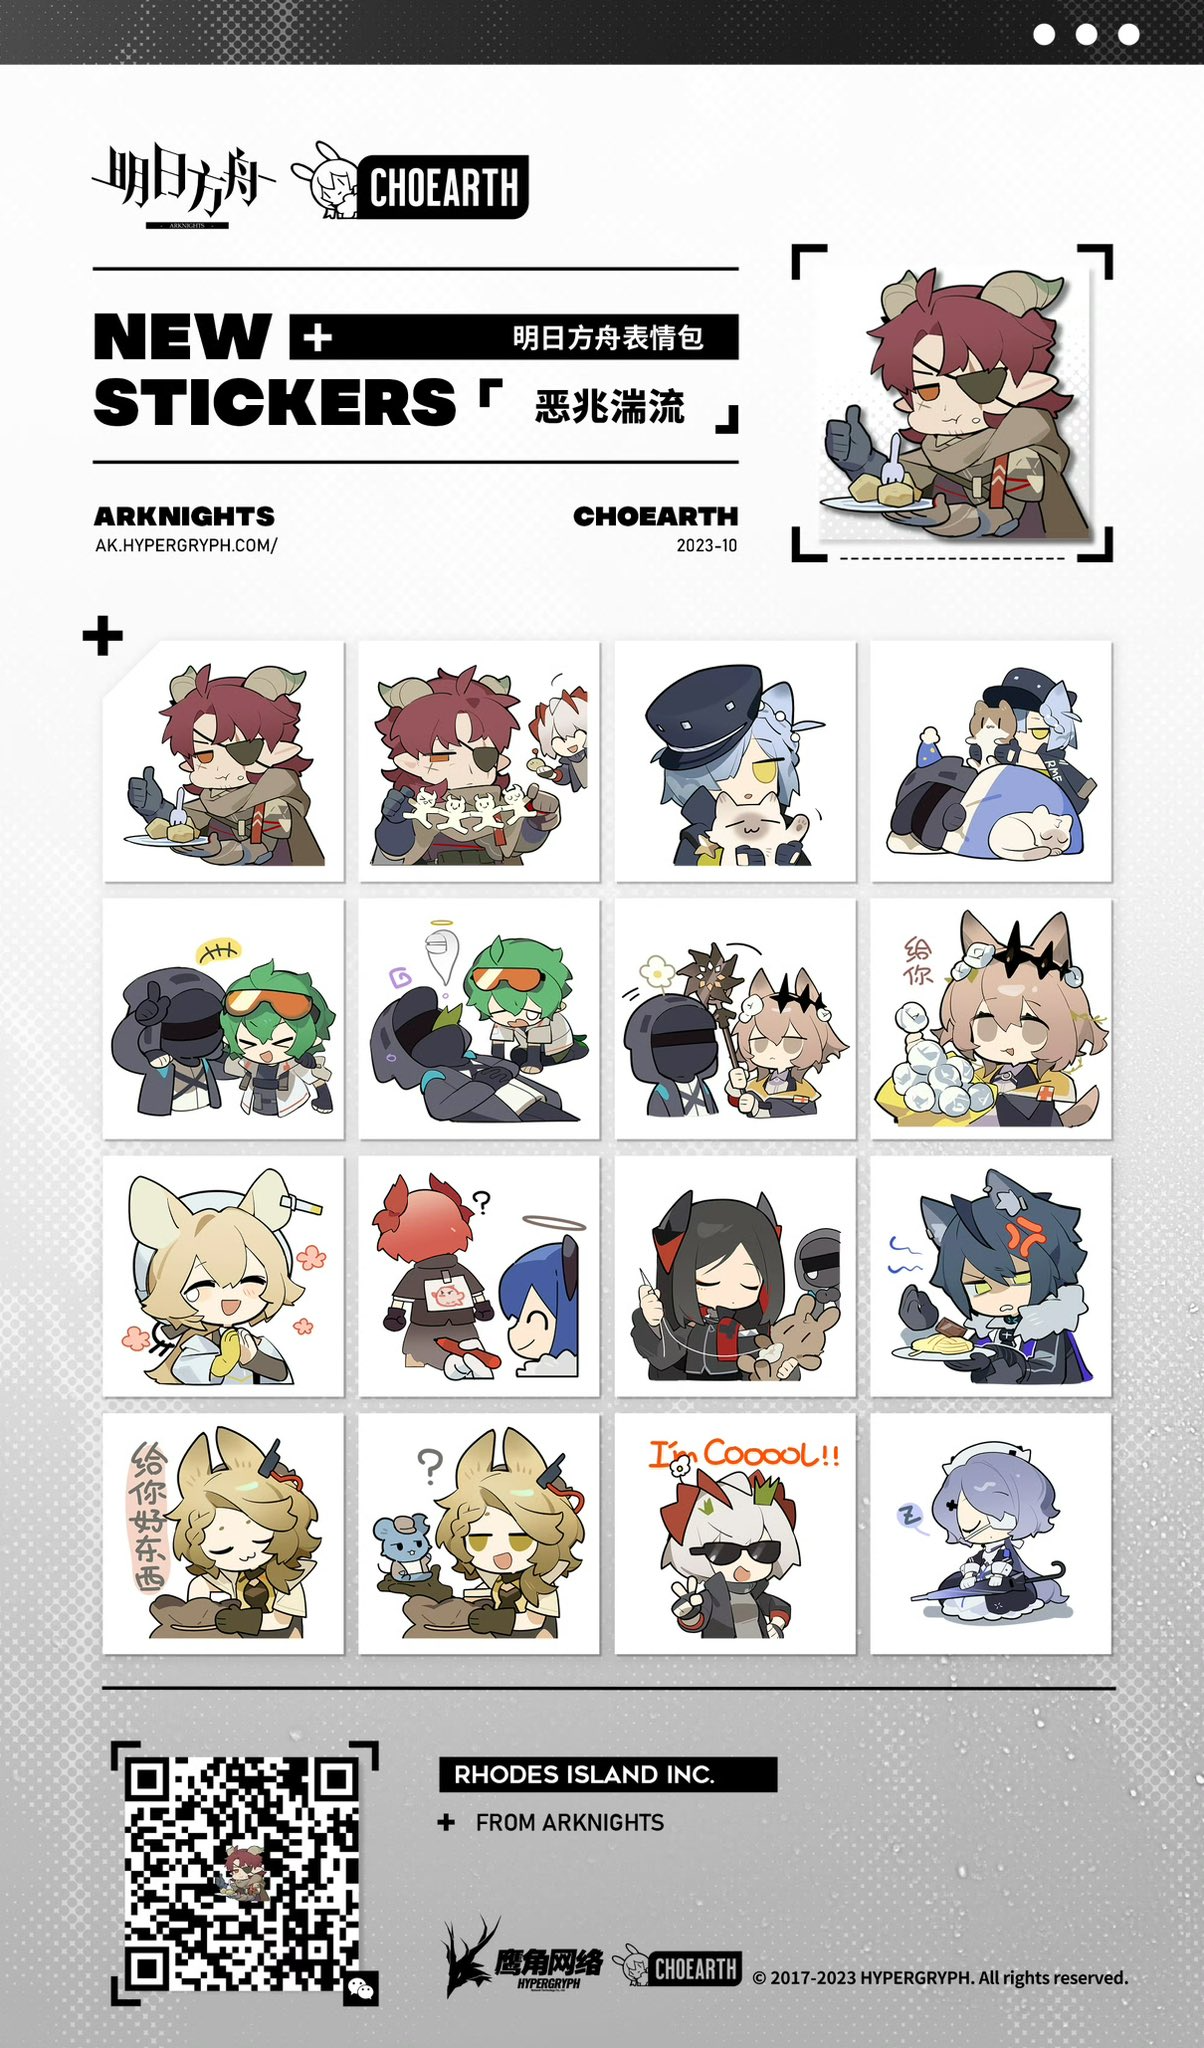 明日方舟
ARKNIGHTS
CHOEARTH
NEW + 明日方舟表情包
STICKERS「恶兆湍流」
ARKNIGHTS
AK.HYPERGRYPH.COM/
CHOEARTH
2023-10
RMF
给你
?
给你好东西
?
I'm COOOOL!!
Z
RHODES ISLAND INC.
+ FROM ARKNIGHTS
鹰角网络
HYPERGRYPH
CHOEARTH
© 2017-2023 HYPERGRYPH. All rights reserved.